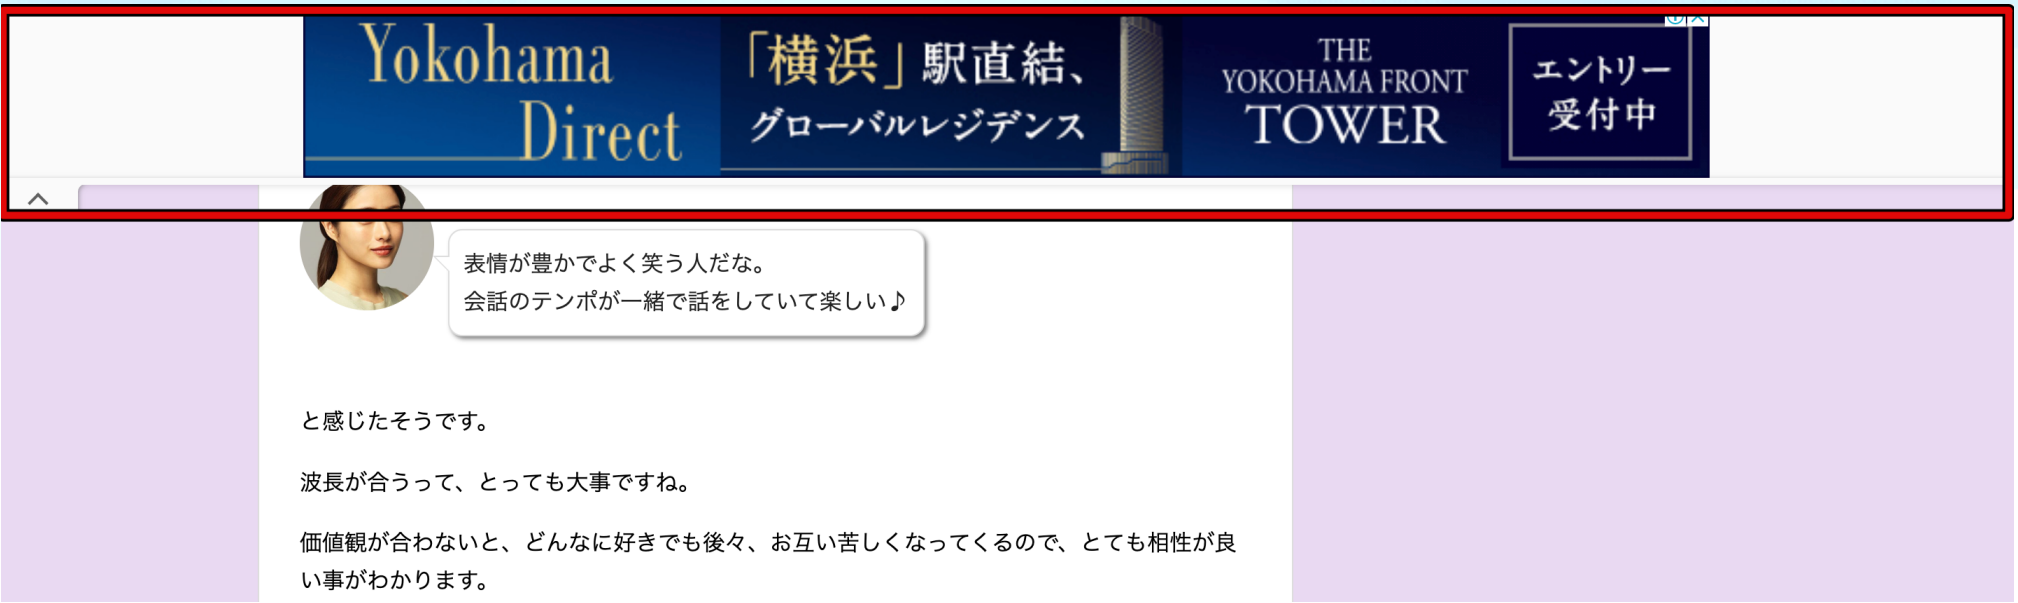 Yokohama
Direct
「横浜」駅直結、
グローバルレジデンス
THE
YOKOHAMA FRONT
TOWER
エントリー
受付中
表情が豊かでよく笑う人だな。
会話のテンポが一緒で話をしていて楽しい♪
と感じたそうです。
波長が合うって、とっても大事ですね。
価値観が合わないと、どんなに好きでも後々、お互い苦しくなってくるので、とても相性が良
い事がわかります。